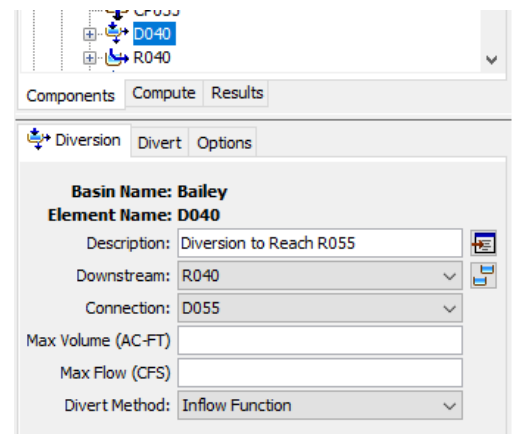 CP035
D040
R040
Components Compute Results
Diversion Divert Options
Basin Name: Bailey
Element Name: D040
Description: Diversion to Reach R055
Downstream: R040
Connection: D055
Max Volume (AC-FT)
Max Flow (CFS)
Divert Method: Inflow Function